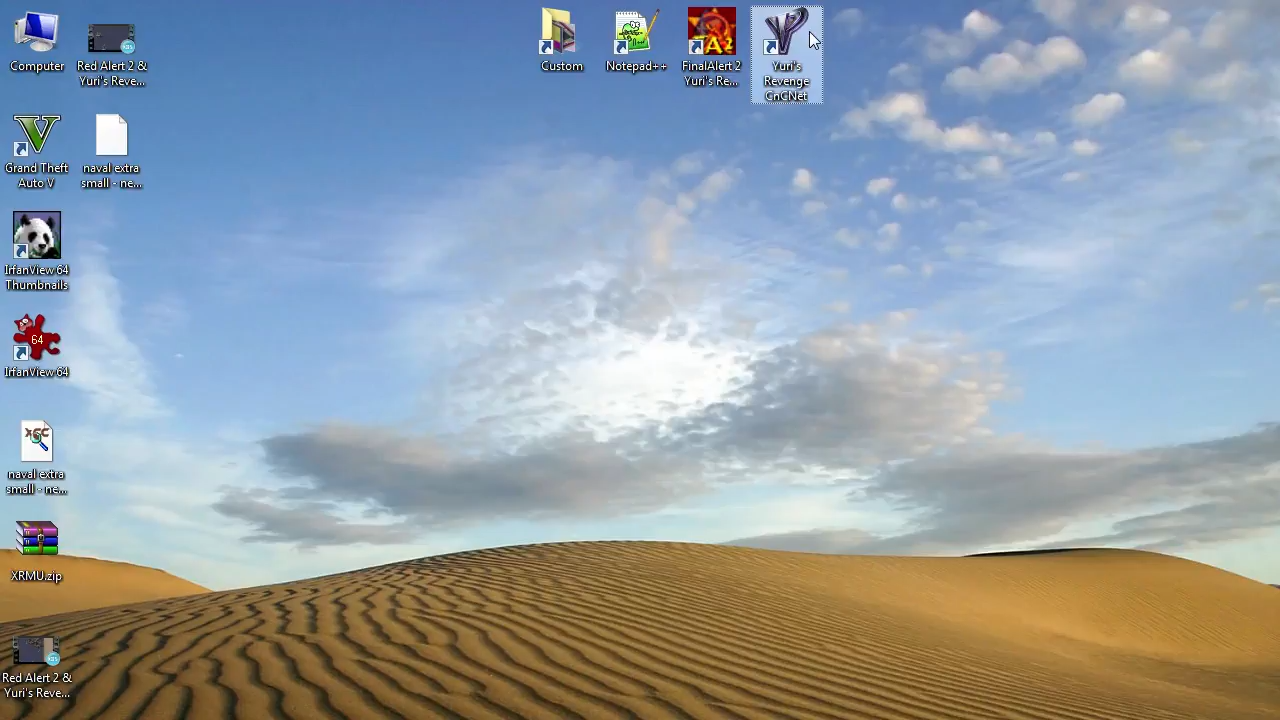 Computer
Red Alert 2 &
Yuri's Reve...
Grand Theft
Auto V
naval extra
small - ne...
IrfanView 64
Thumbnails
64
IrfanView 64
naval extra
small - ne...
XRMU.zip
Red Alert 2 &
Yuri's Reve...
Custom
Notepad++
A2
FinalAlert 2
Yuri's Re...
Yuri's
Revenge
CnCNet